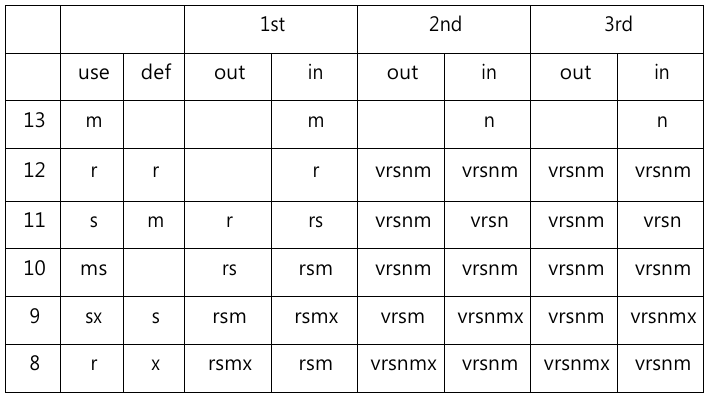 1st 2nd 3rd
use def out in out in out in
13 m m n n
12 r r r vrsnm vrsnm vrsnm vrsnm
11 s m r rs vrsnm vrsn vrsnm vrsn
10 ms rs rsm vrsnm vrsnm vrsnm vrsnm
9 sx s rsm rsmx vrsm vrsnmx vrsnm vrsnmx
8 r x rsmx rsm vrsnmx vrsnm vrsnmx vrsnm